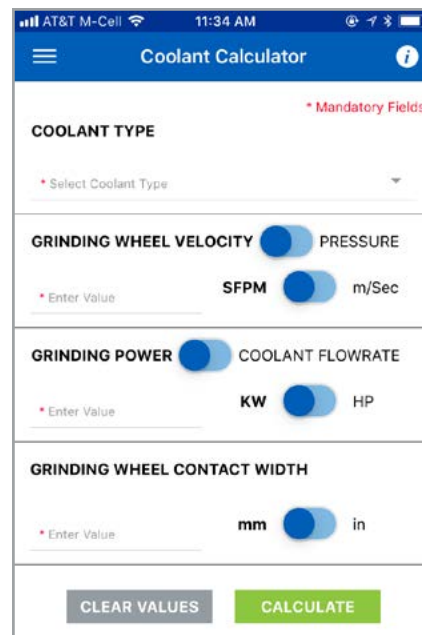 AT&T M-Cell 11:34 AM
Coolant Calculator
* Mandatory Fields
COOLANT TYPE
* Select Coolant Type
GRINDING WHEEL VELOCITY PRESSURE
SFPM m/Sec
* Enter Value
GRINDING POWER COOLANT FLOWRATE
KW HP
* Enter Value
GRINDING WHEEL CONTACT WIDTH
mm in
* Enter Value
CLEAR VALUES CALCULATE